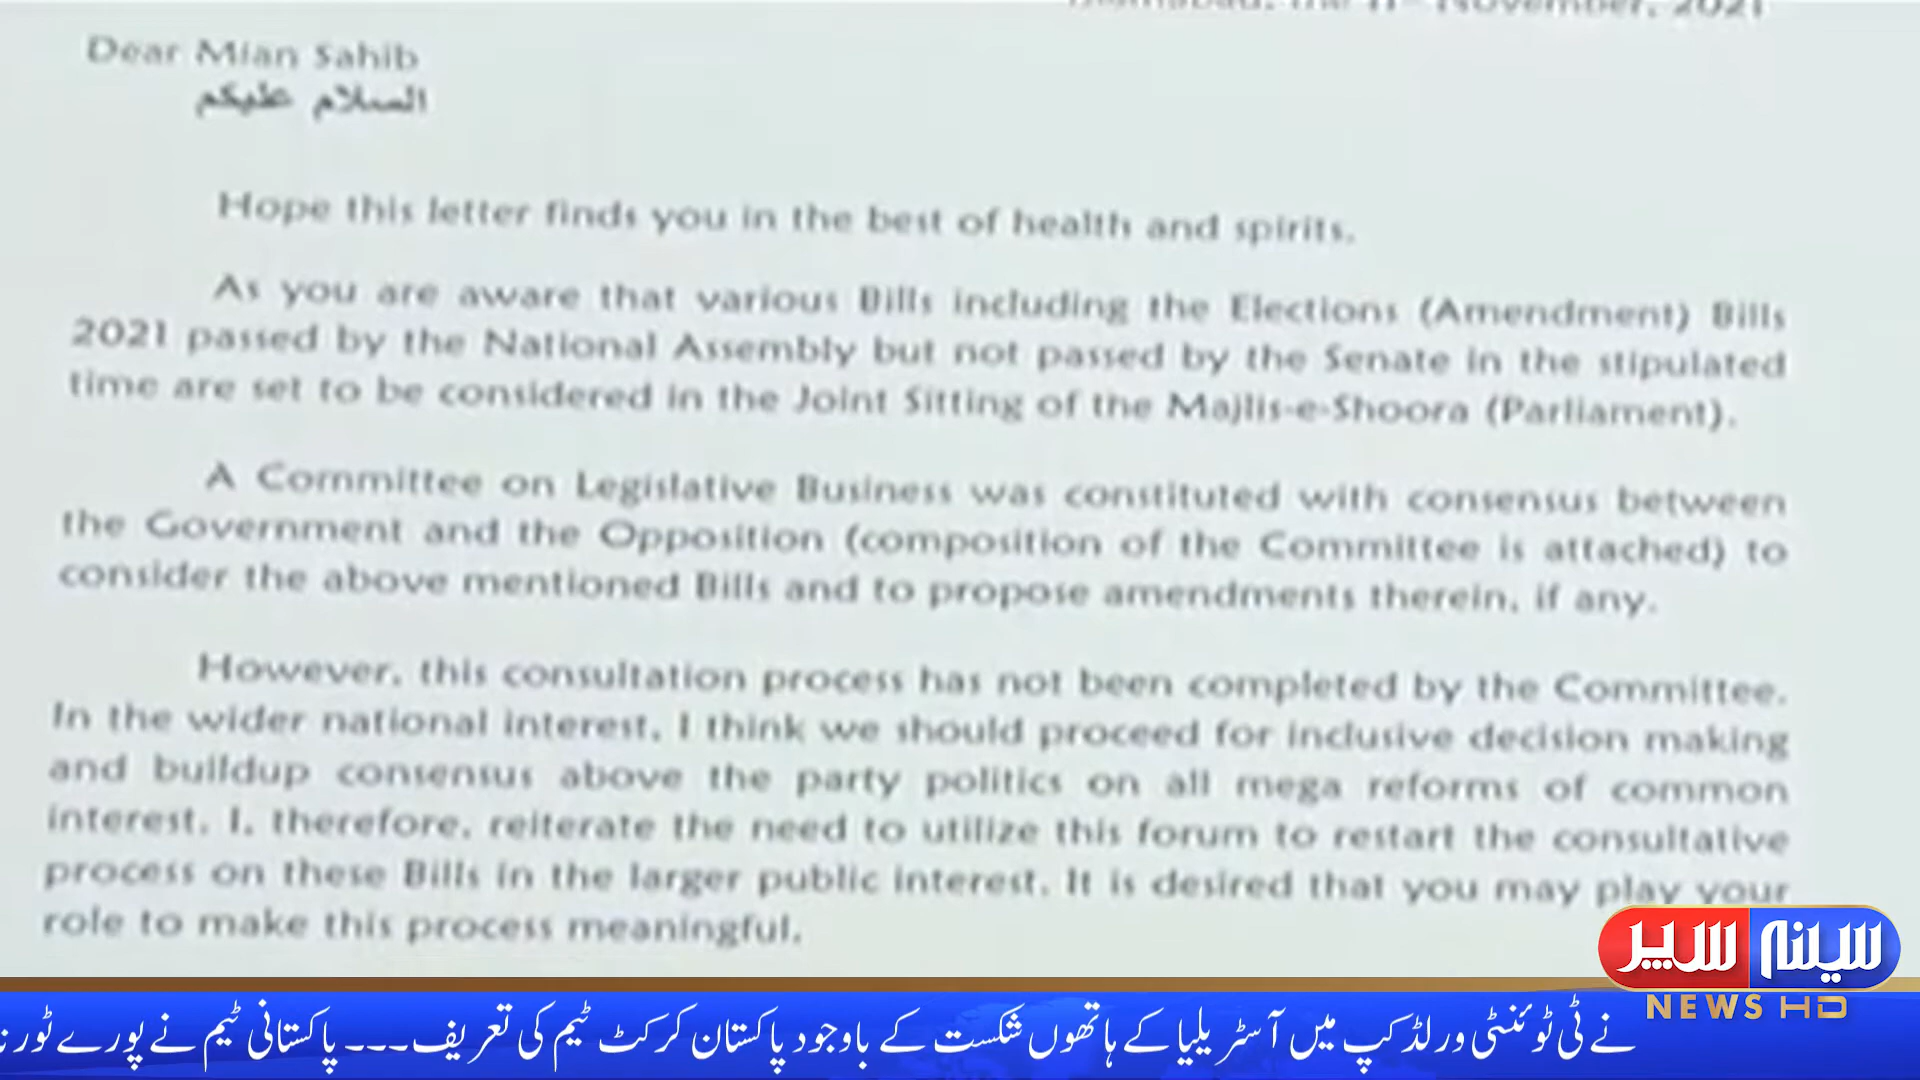 Islamabad, the 11th November, 2021
Dear Mian Sahib
السلام علیکم
Hope this letter finds you in the best of health and spirits.
As you are aware that various Bills including the Elections (Amendment) Bills
2021 passed by the National Assembly but not passed by the Senate in the stipulated
time are set to be considered in the Joint Sitting of the Majlis-e-Shoora (Parliament).
A Committee on Legislative Business was constituted with consensus between
the Government and the Opposition (composition of the Committee is attached) to
consider the above mentioned Bills and to propose amendments therein, if any.
However, this consultation process has not been completed by the Committee.
In the wider national interest, I think we should proceed for inclusive decision making
and buildup consensus above the party politics on all mega reforms of common
interest. I, therefore, reiterate the need to utilize this forum to restart the consultative
process on these Bills in the larger public interest. It is desired that you may play your
role to make this process meaningful.
سینہ سپر
NEWS HD
نے ٹی ٹوئنٹی ورلڈ کپ میں آسٹریلیا کے ہاتھوں شکست کے باوجود پاکستان کرکٹ ٹیم کی تعریف۔۔۔ پاکستانی ٹیم نے پورے